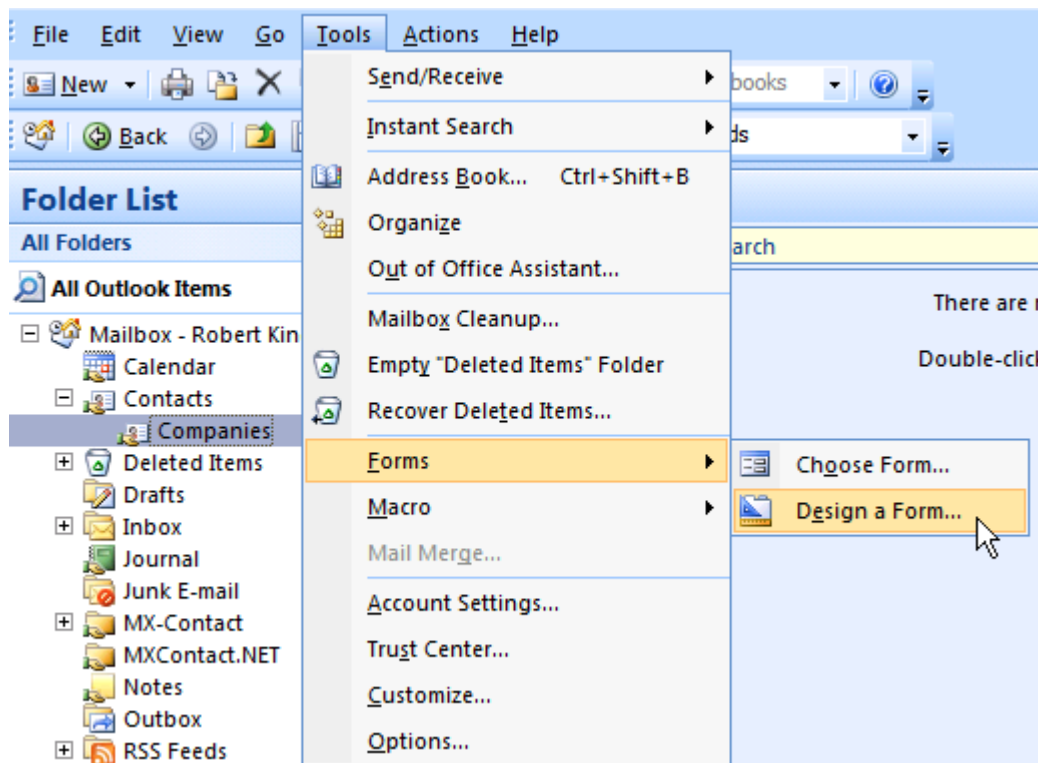 File Edit View Go Tools Actions Help
New
books
Back
ds
Folder List
All Folders
All Outlook Items
Mailbox - Robert Kin
Calendar
Contacts
Companies
Deleted Items
Drafts
Inbox
Journal
Junk E-mail
MX-Contact
MXContact.NET
Notes
Outbox
RSS Feeds
Send/Receive
Instant Search
Address Book... Ctrl+Shift+B
Organize
Out of Office Assistant...
Mailbox Cleanup...
Empty "Deleted Items" Folder
Recover Deleted Items...
Forms
Macro
Mail Merge...
Account Settings...
Trust Center...
Customize...
Options...
Choose Form...
Design a Form...
arch
There are
Double-click